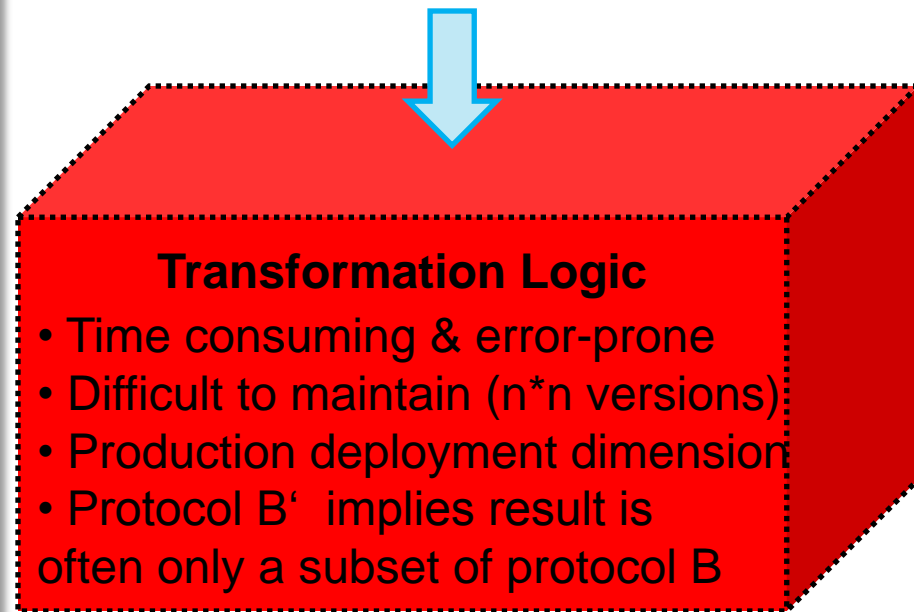 Transformation Logic
• Time consuming & error-prone
• Difficult to maintain (n*n versions)
• Production deployment dimension
• Protocol B‘ implies result is
often only a subset of protocol B